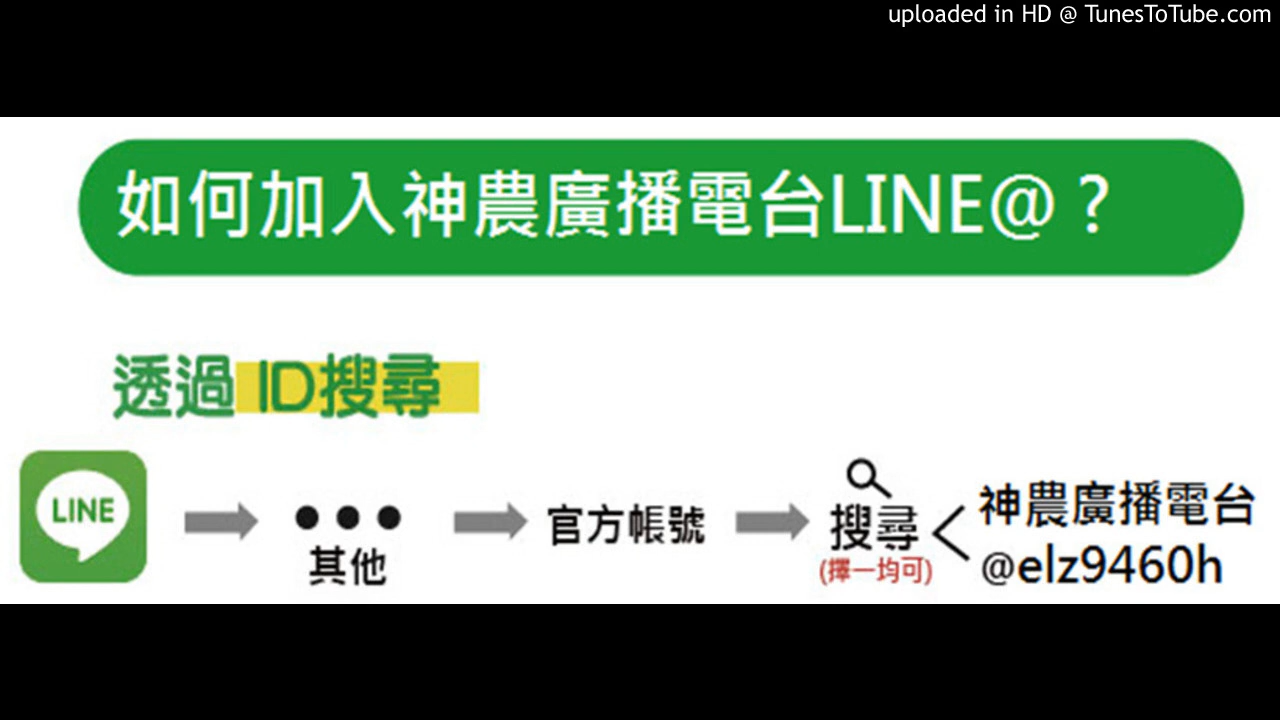 uploaded in HD @ TunesToTube.com
如何加入神農廣播電台LINE@？
透過 ID搜尋
LINE
其他
官方帳號
搜尋
(擇一均可)
神農廣播電台
@elz9460h